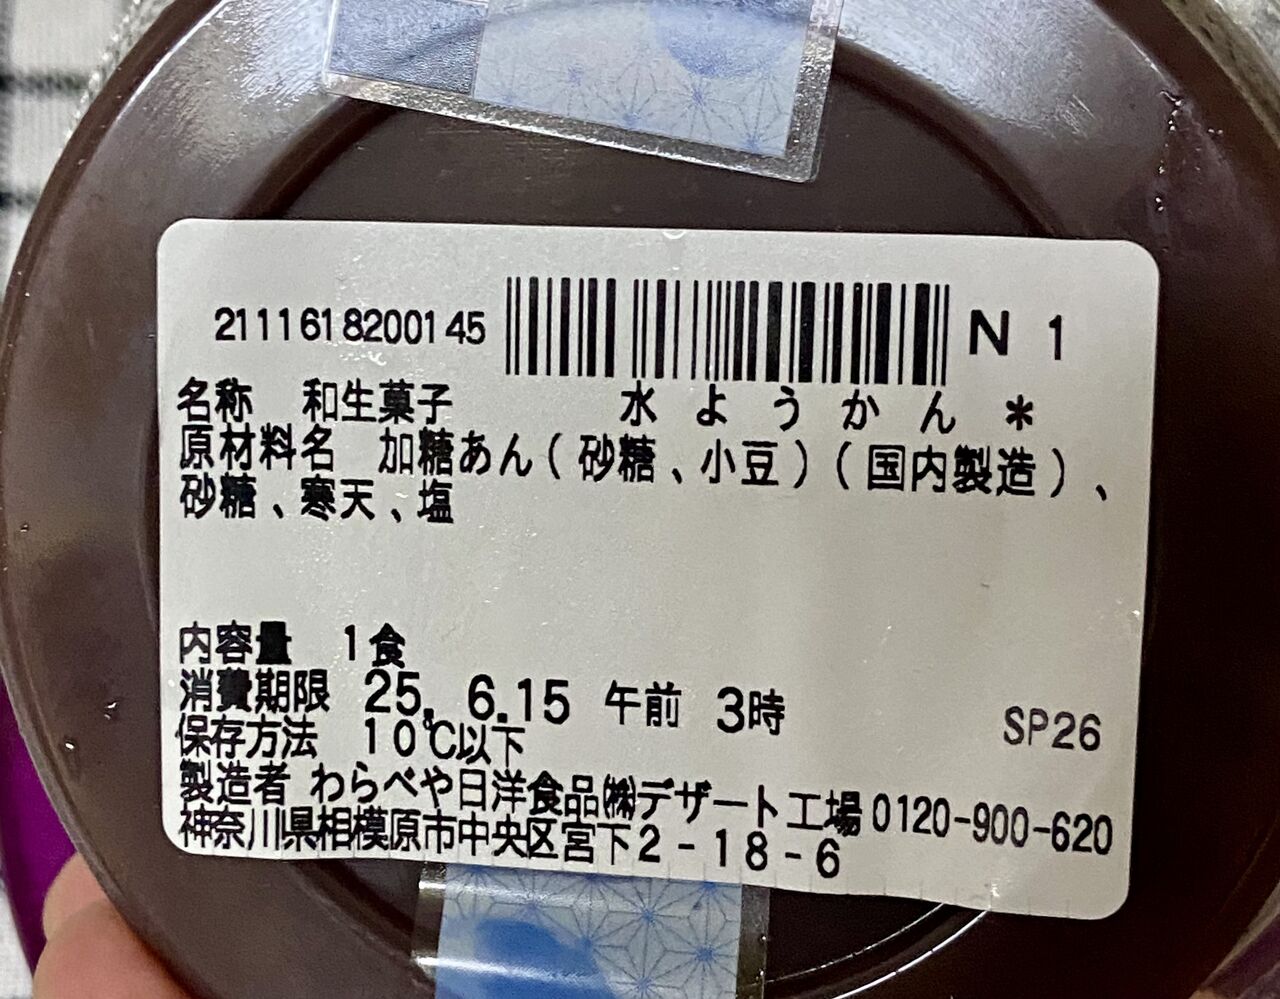 2111618200145 N 1
名称 和生菓子 水ようかん*
原材料名 加糖あん(砂糖、小豆)(国内製造)、
砂糖、寒天、塩
内容量 1食
消費期限 25. 6.15 午前 3時
SP26
保存方法 10℃以下
製造者 わらべや日洋食品㈱デザート工場0120-900-620
神奈川県相模原市中央区宮下2-18-6